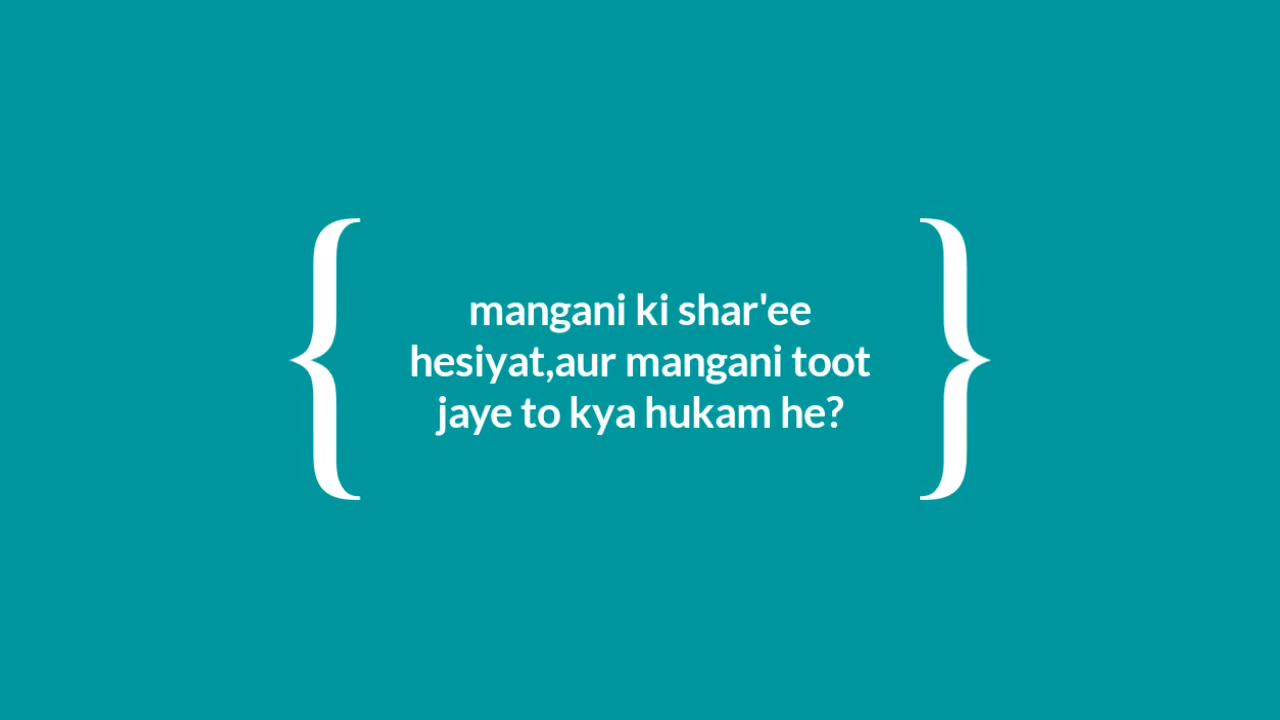 mangani ki shar'ee
hesiyat,aur mangani toot
jaye to kya hukam he?